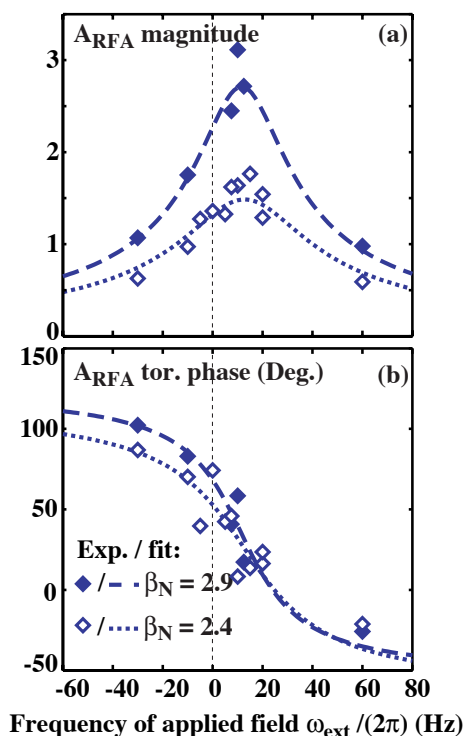 A_RFA magnitude (a)
3
2
1
0
150
A_RFA tor. phase (Deg.) (b)
100
50
Exp. / fit:
/ β_N = 2.9
0
/ β_N = 2.4
-50
-60 -40 -20 0 20 40 60 80
Frequency of applied field ω_ext /(2π) (Hz)